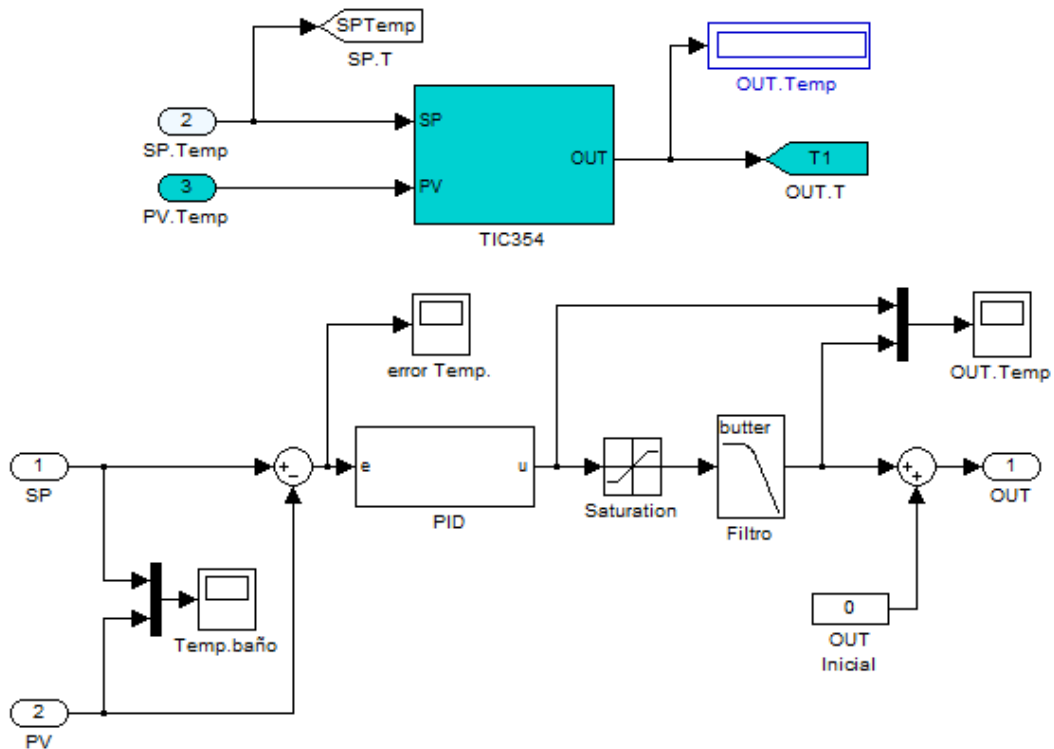 SPTemp
SP.T
OUT.Temp
2
SP
SP.Temp
OUT
T1
OUT.T
3
PV
PV.Temp
TIC354
error Temp.
OUT.Temp
butter
1
SP
+
−
e
u
PID
Saturation
Filtro
+
+
1
OUT
Temp.baño
0
OUT
Inicial
2
PV